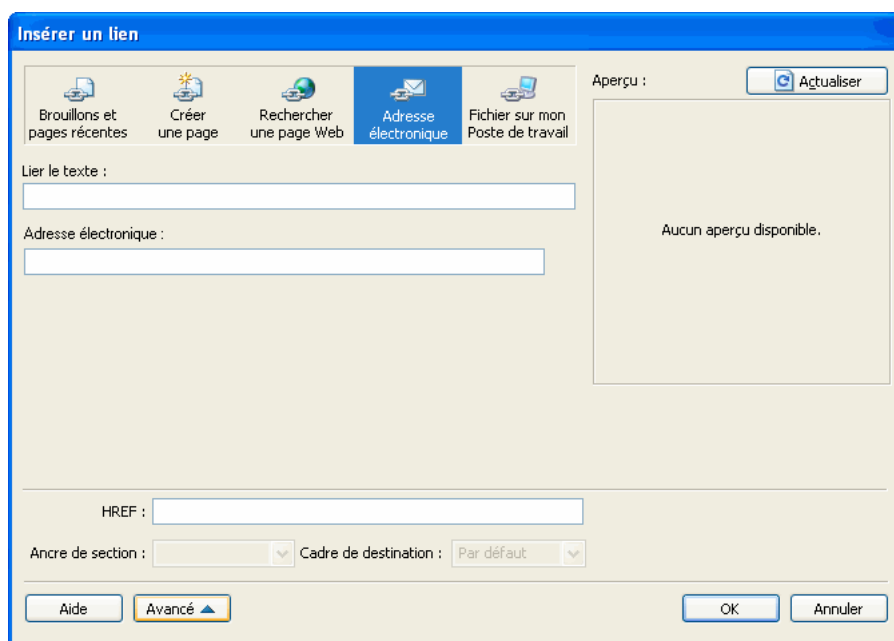 Insérer un lien
Brouillons et
pages récentes
Créer
une page
Rechercher
une page Web
Adresse
électronique
Fichier sur mon
Poste de travail
Aperçu :
Actualiser
Lier le texte :
Adresse électronique :
Aucun aperçu disponible.
HREF :
Ancre de section :
Cadre de destination :
Par défaut
Aide
Avancé
OK
Annuler